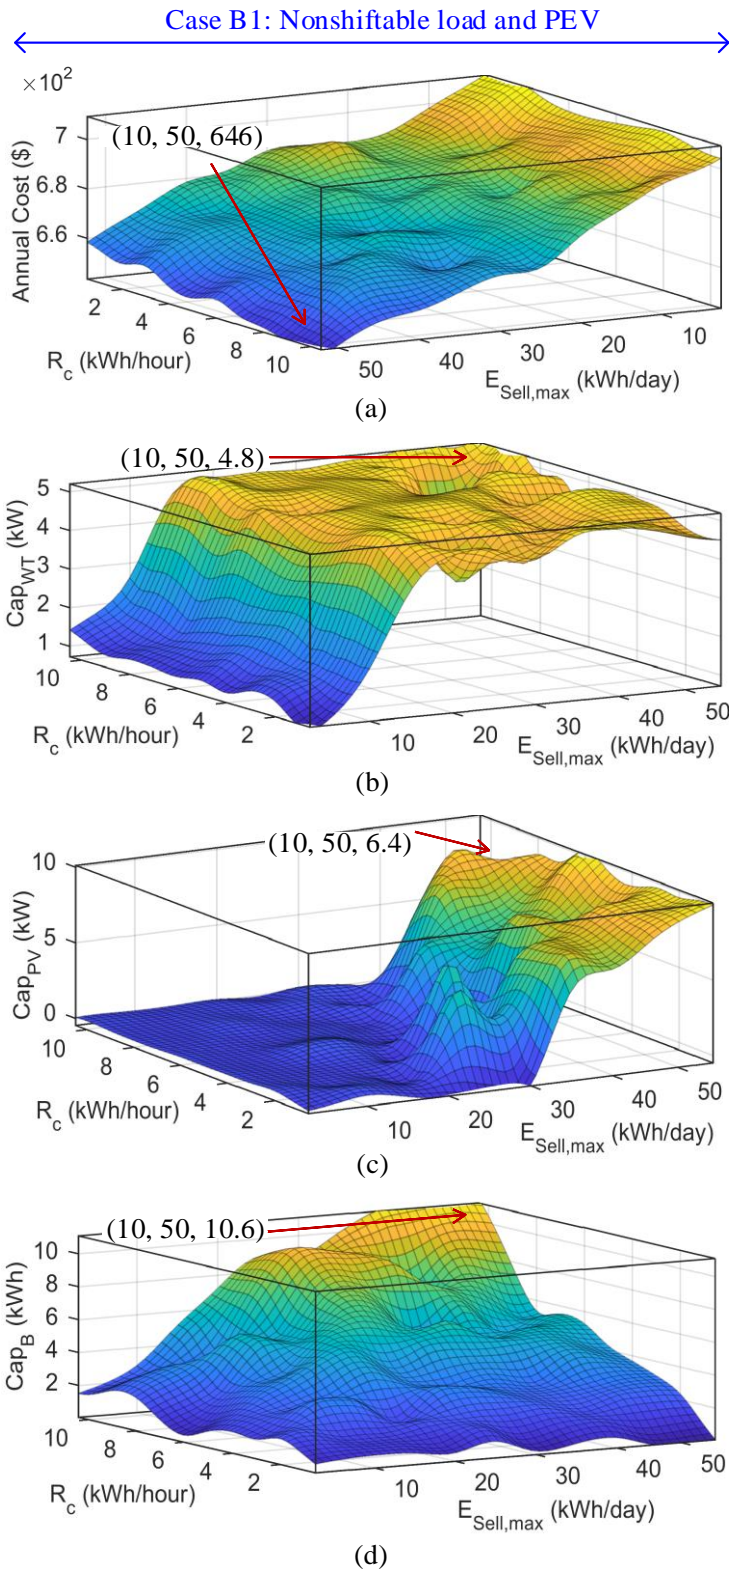 Case B1: Nonshiftable load and PEV
×10²
(10, 50, 646)
Annual Cost ($)
7
6.8
6.6
2
4
6
8
10
R_c (kWh/hour)
50
40
30
20
10
E_Sell,max (kWh/day)
(a)
(10, 50, 4.8)
Cap_WT (kW)
5
4
3
2
1
10
8
6
4
2
R_c (kWh/hour)
10
20
30
40
50
E_Sell,max (kWh/day)
(b)
(10, 50, 6.4)
Cap_PV (kW)
10
5
0
10
8
6
4
2
R_c (kWh/hour)
10
20
30
40
50
E_Sell,max (kWh/day)
(c)
(10, 50, 10.6)
Cap_B (kWh)
10
8
6
4
2
10
8
6
4
2
R_c (kWh/hour)
10
20
30
40
50
E_Sell,max (kWh/day)
(d)